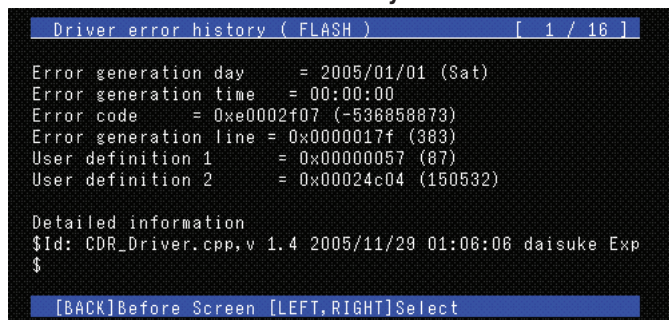 Driver error history ( FLASH ) [ 1 / 16 ]
Error generation day = 2005/01/01 (Sat)
Error generation time = 00:00:00
Error code = 0xe0002f07 (-536858873)
Error generation line = 0x0000017f (383)
User definition 1 = 0x00000057 (87)
User definition 2 = 0x00024c04 (150532)
Detailed information
$Id: CDR_Driver.cpp,v 1.4 2005/11/29 01:06:06 daisuke Exp
$
[BACK]Before Screen [LEFT,RIGHT]Select